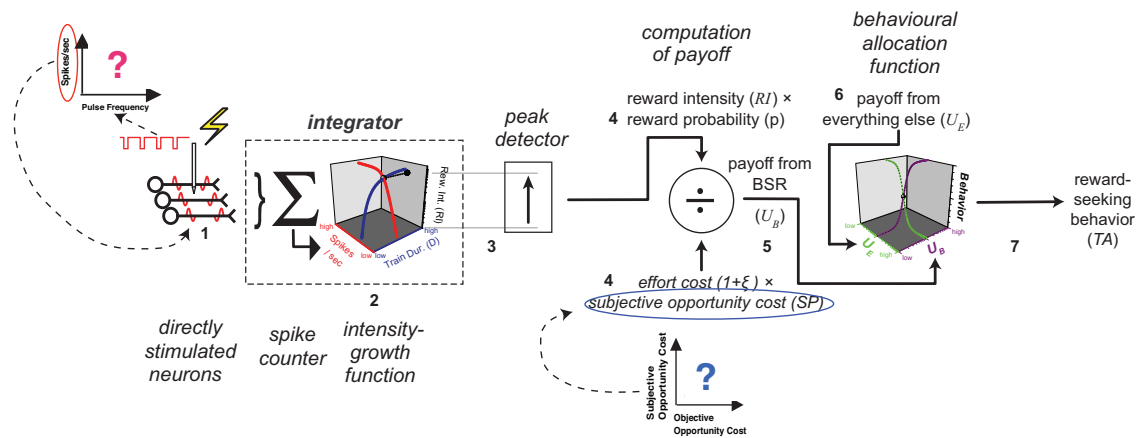 Spikes/sec
?
Pulse Frequency
1
directly
stimulated
neurons
integrator
Σ
spike
counter
high
Spikes
/ sec
low
low
Train Dur. (D)
high
Rew. Int. (RI)
2
intensity-
growth
function
peak
detector
3
computation
of payoff
4
reward intensity (RI) ×
reward probability (p)
÷
4
effort cost (1+ξ) ×
subjective opportunity cost (SP)
Subjective
Opportunity Cost
?
Objective
Opportunity Cost
payoff from
BSR
(U_B)
5
behavioural
allocation
function
6
payoff from
everything else (U_E)
Behavior
low
U_E
high
low
U_B
high
7
reward-
seeking
behavior
(TA)